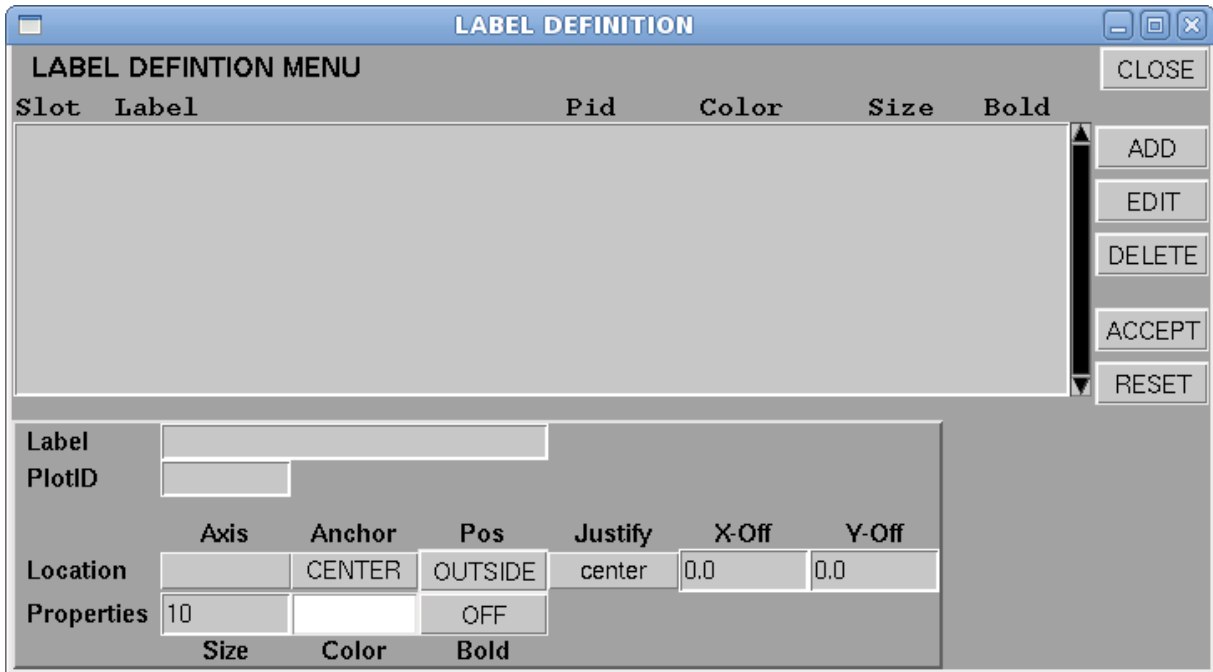 LABEL DEFINITION
LABEL DEFINTION MENU
CLOSE
Slot Label Pid Color Size Bold
ADD
EDIT
DELETE
ACCEPT
RESET
Label
PlotID
Axis Anchor Pos Justify X-Off Y-Off
Location CENTER OUTSIDE center 0.0 0.0
Properties 10 OFF
Size Color Bold